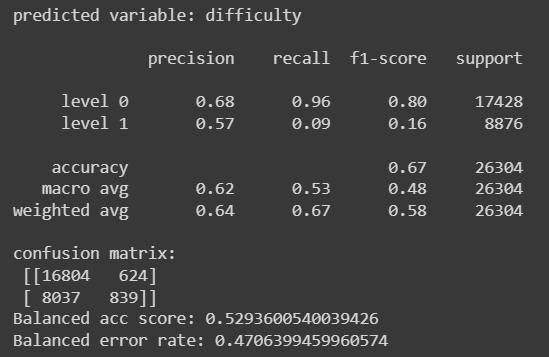 predicted variable: difficulty
precision recall f1-score support
level 0 0.68 0.96 0.80 17428
level 1 0.57 0.09 0.16 8876
accuracy 0.67 26304
macro avg 0.62 0.53 0.48 26304
weighted avg 0.64 0.67 0.58 26304
confusion matrix:
[[16804 624]
[ 8037 839]]
Balanced acc score: 0.5293600540039426
Balanced error rate: 0.4706399459960574